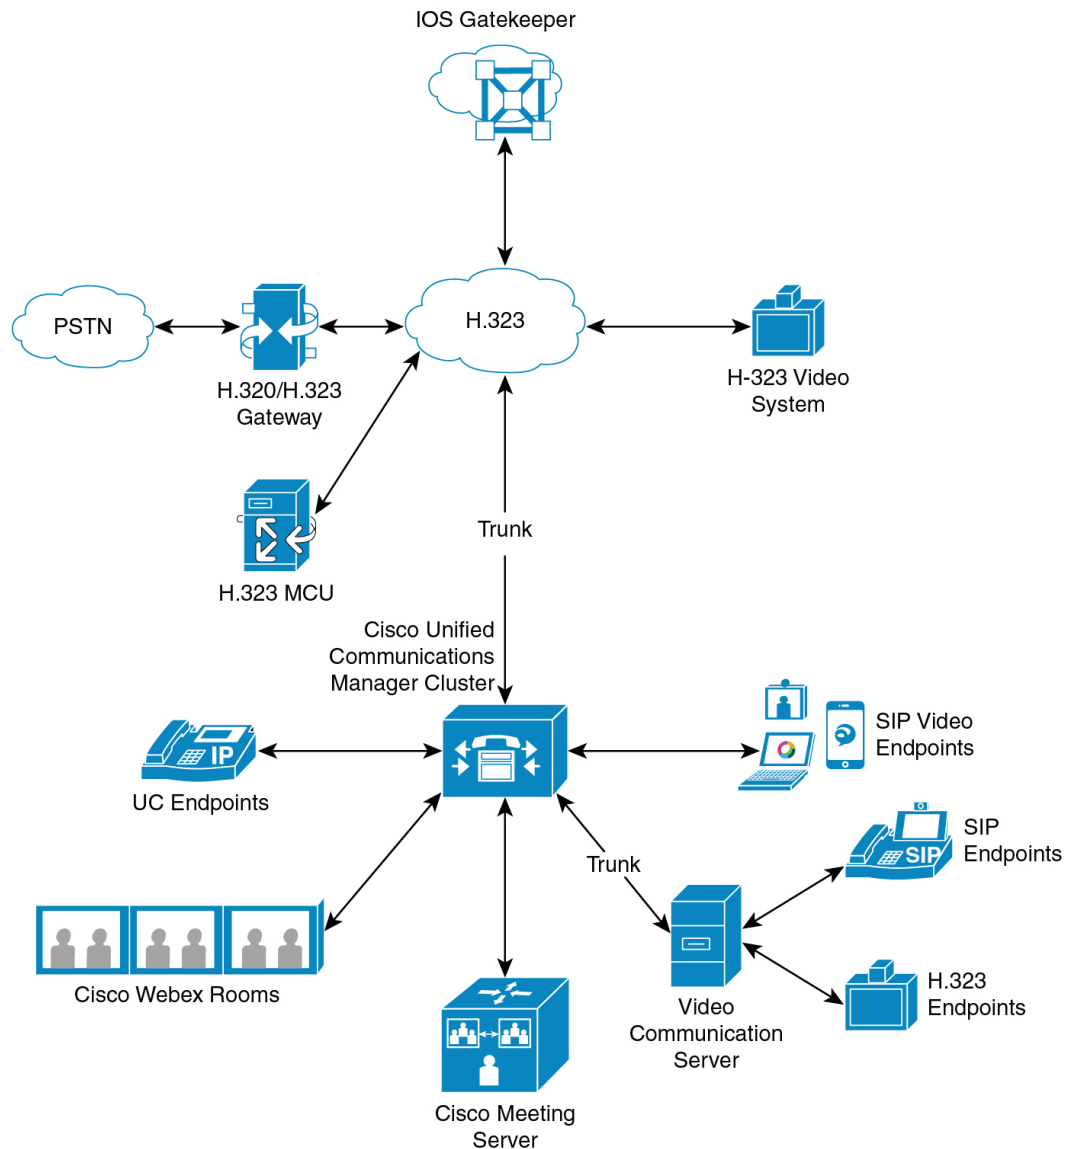 IOS Gatekeeper
PSTN
H.323
H.320/H.323
Gateway
H-323 Video
System
H.323 MCU
Trunk
Cisco Unified
Communications
Manager Cluster
IP
UC Endpoints
SIP Video
Endpoints
SIP
SIP
Endpoints
Trunk
Cisco Webex Rooms
H.323
Endpoints
Video
Communication
Server
Cisco Meeting
Server